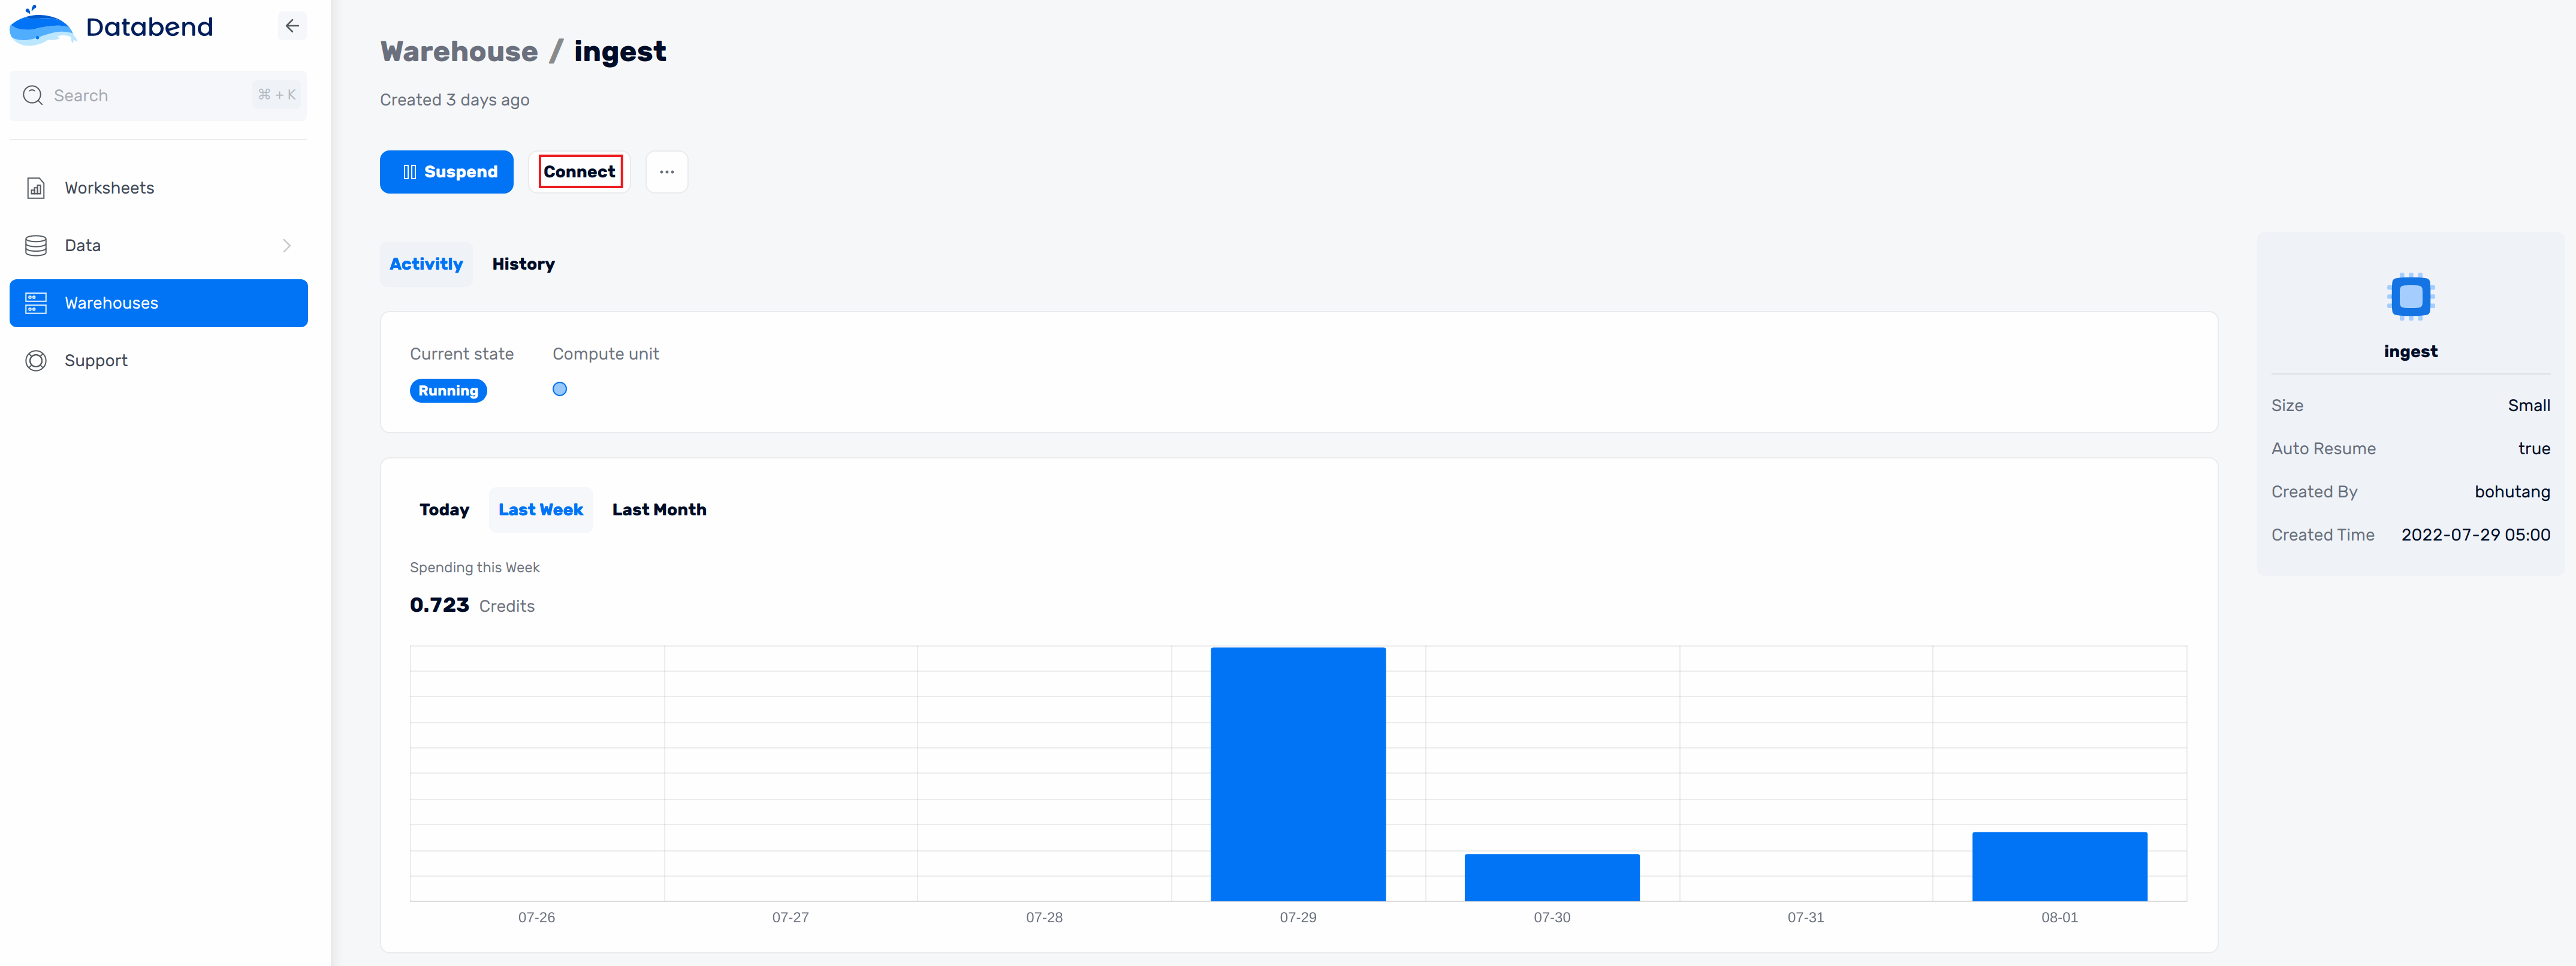 Databend
Search ⌘ + K
Worksheets
Data
Warehouses
Support
Warehouse / ingest
Created 3 days ago
Suspend Connect ...
Activitly History
Current state Compute unit
Running
Today Last Week Last Month
Spending this Week
0.723 Credits
07-26 07-27 07-28 07-29 07-30 07-31 08-01
ingest
Size Small
Auto Resume true
Created By bohutang
Created Time 2022-07-29 05:00